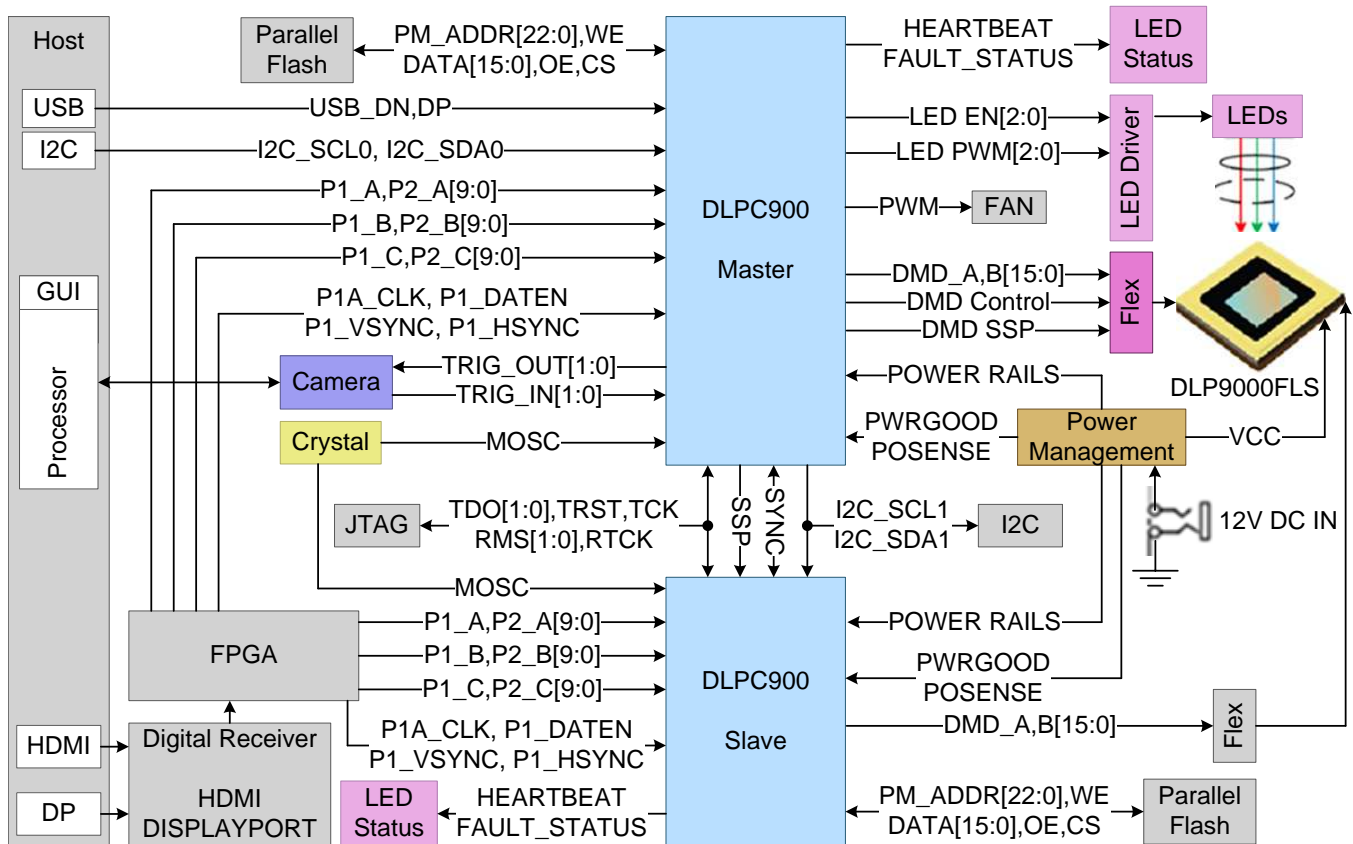 Host
Parallel
Flash
PM_ADDR[22:0],WE
DATA[15:0],OE,CS
HEARTBEAT
FAULT_STATUS
LED
Status
USB
USB_DN,DP
I2C
I2C_SCL0, I2C_SDA0
P1_A,P2_A[9:0]
P1_B,P2_B[9:0]
P1_C,P2_C[9:0]
P1A_CLK, P1_DATEN
P1_VSYNC, P1_HSYNC
GUI
Processor
Camera
TRIG_OUT[1:0]
TRIG_IN[1:0]
Crystal
MOSC
DLPC900
Master
LED EN[2:0]
LED PWM[2:0]
LED Driver
LEDs
PWM
FAN
DMD_A,B[15:0]
DMD Control
DMD SSP
Flex
DLP9000FLS
POWER RAILS
PWRGOOD
POSENSE
Power
Management
VCC
12V DC IN
JTAG
TDO[1:0],TRST,TCK
RMS[1:0],RTCK
SSP
SYNC
I2C_SCL1
I2C_SDA1
I2C
MOSC
FPGA
P1_A,P2_A[9:0]
P1_B,P2_B[9:0]
P1_C,P2_C[9:0]
P1A_CLK, P1_DATEN
P1_VSYNC, P1_HSYNC
DLPC900
Slave
POWER RAILS
PWRGOOD
POSENSE
DMD_A,B[15:0]
Flex
HDMI
DP
Digital Receiver
HDMI
DISPLAYPORT
LED
Status
HEARTBEAT
FAULT_STATUS
PM_ADDR[22:0],WE
DATA[15:0],OE,CS
Parallel
Flash